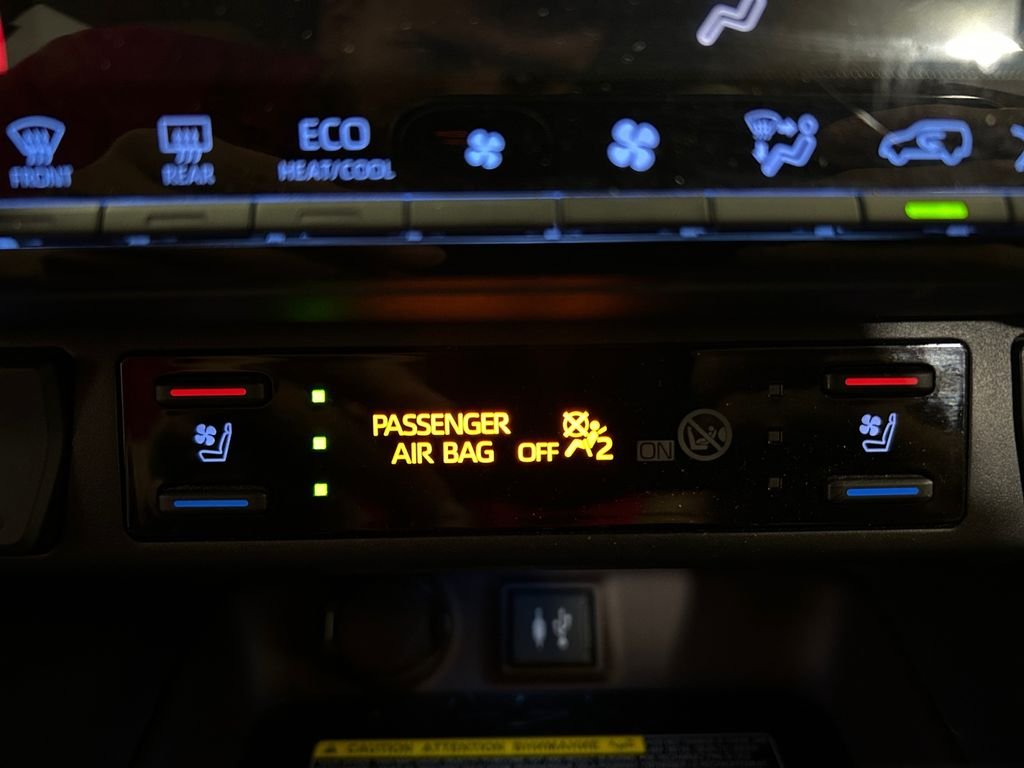 FRONT
REAR
ECO
HEAT/COOL
PASSENGER
AIR BAG OFF 2
ON
CAUTION ATTENTION